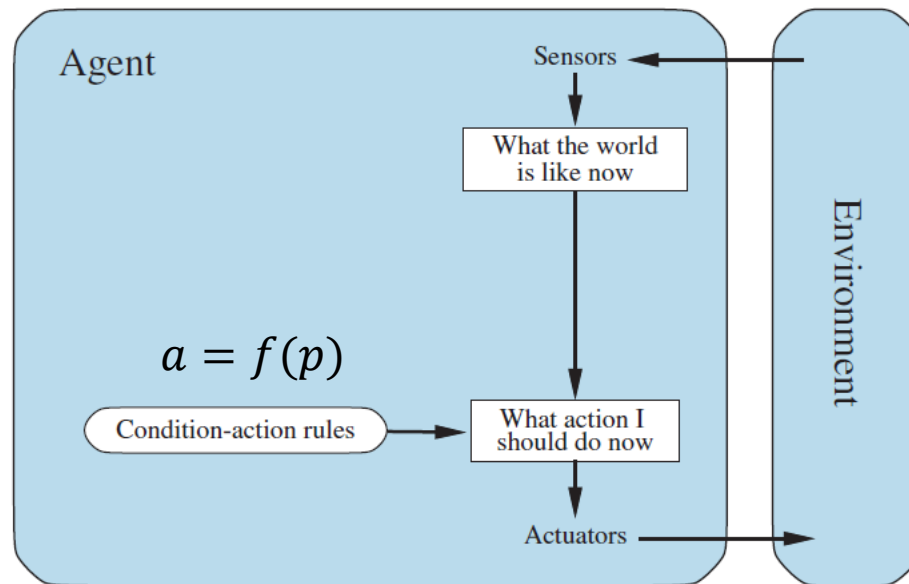 Agent
Sensors
What the world
is like now
Environment
a = f(p)
Condition-action rules
What action I
should do now
Actuators